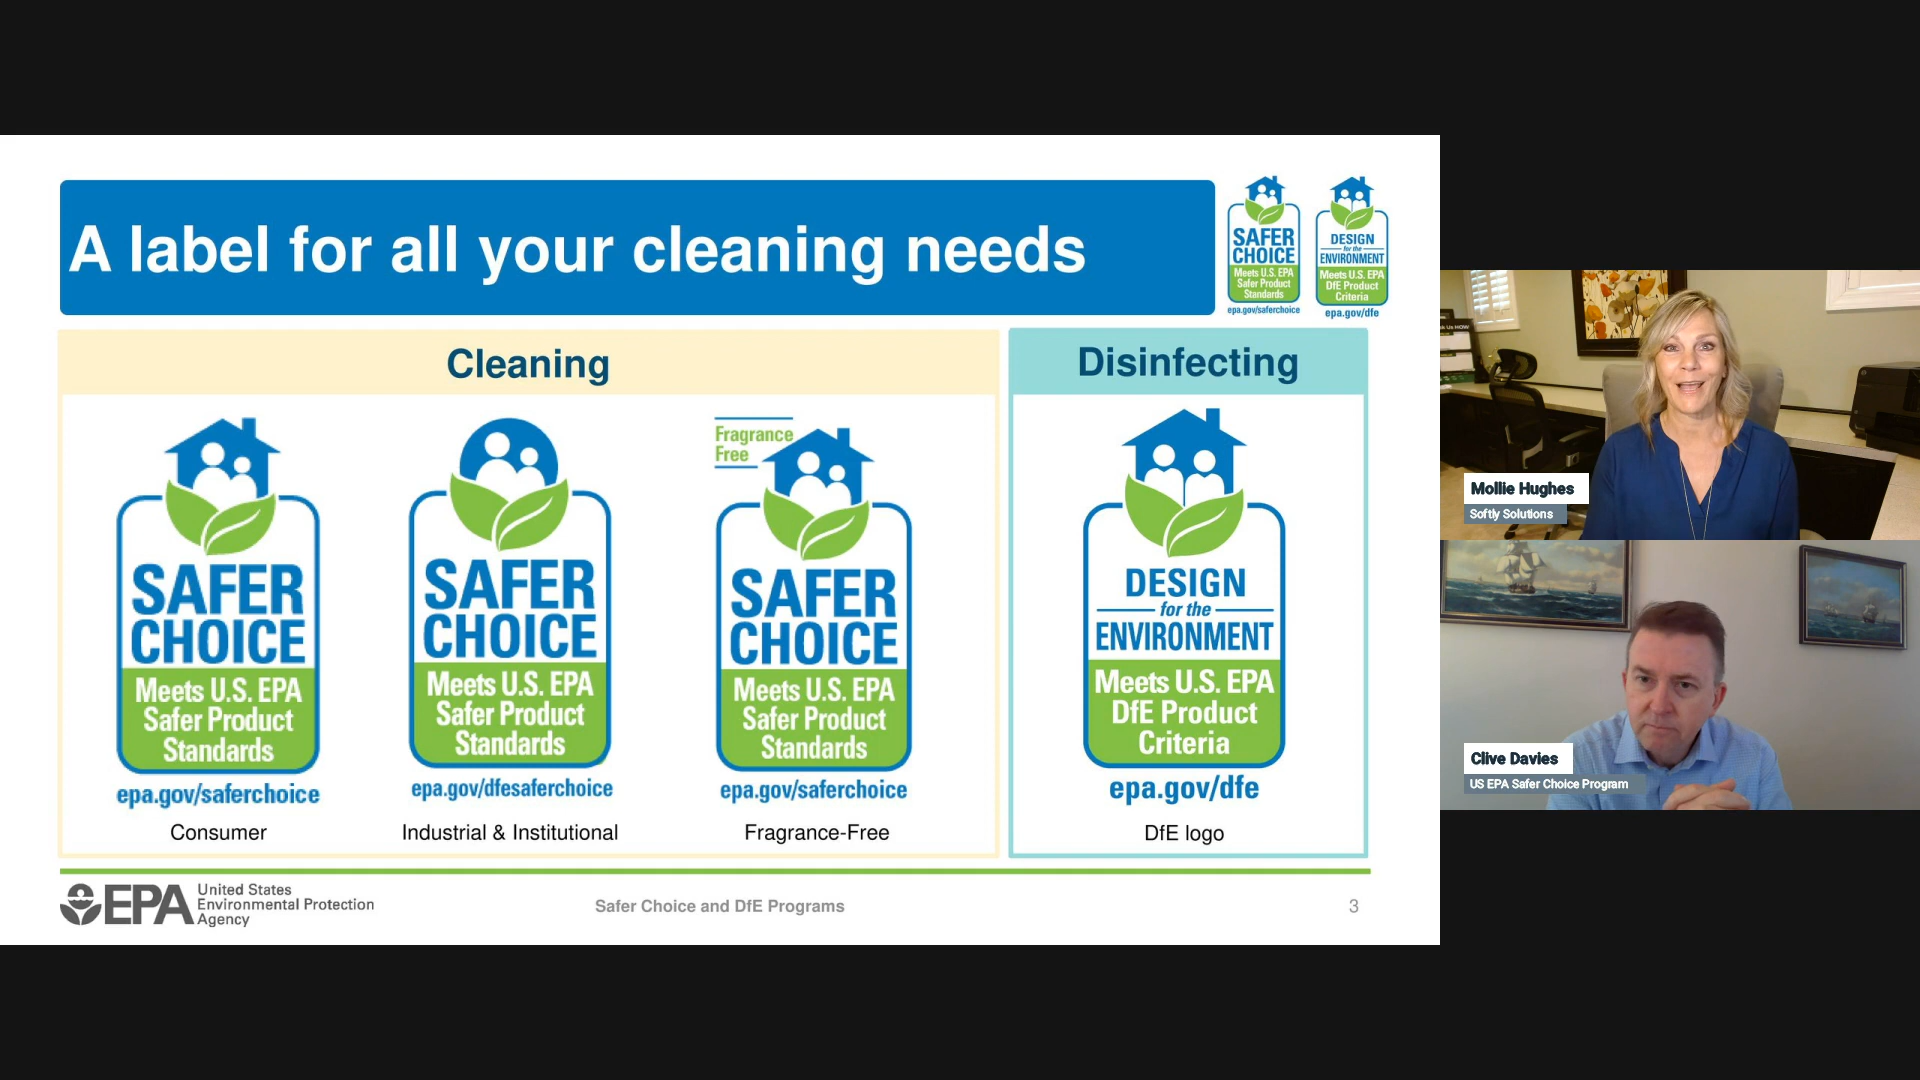 A label for all your cleaning needs
SAFER
CHOICE
Meets U.S. EPA
Safer Product
Standards
epa.gov/saferchoice
DESIGN
for the
ENVIRONMENT
Meets U.S. EPA
DfE Product
Criteria
epa.gov/dfe
Cleaning
SAFER
CHOICE
Meets U.S. EPA
Safer Product
Standards
epa.gov/saferchoice
Consumer
SAFER
CHOICE
Meets U.S. EPA
Safer Product
Standards
epa.gov/dfesaferchoice
Industrial & Institutional
Fragrance
Free
SAFER
CHOICE
Meets U.S. EPA
Safer Product
Standards
epa.gov/saferchoice
Fragrance-Free
Disinfecting
DESIGN
for the
ENVIRONMENT
Meets U.S. EPA
DfE Product
Criteria
epa.gov/dfe
DfE logo
EPA
United States
Environmental Protection
Agency
Safer Choice and DfE Programs
3
Us HOW
Mollie Hughes
Softly Solutions
Clive Davies
US EPA Safer Choice Program